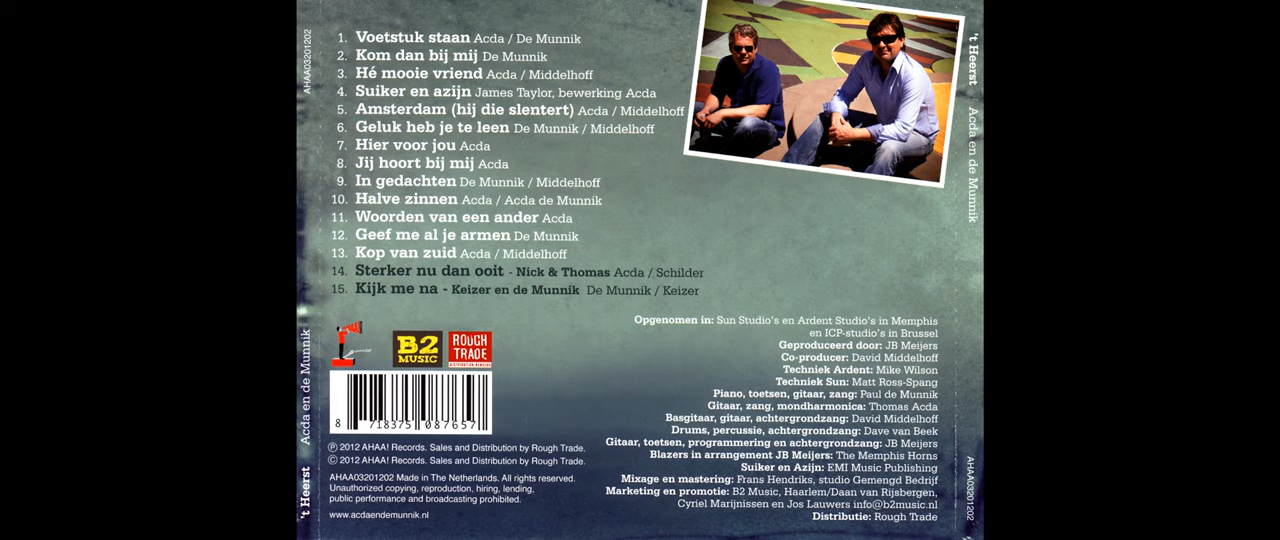 1. Voetstuk staan Acda / De Munnik
2. Kom dan bij mij De Munnik
3. Hé mooie vriend Acda / Middelhoff
4. Suiker en azijn James Taylor, bewerking Acda
5. Amsterdam (hij die slentert) Acda / Middelhoff
6. Geluk heb je te leen De Munnik / Middelhoff
7. Hier voor jou Acda
8. Jij hoort bij mij Acda
9. In gedachten De Munnik / Middelhoff
10. Halve zinnen Acda / Acda de Munnik
11. Woorden van een ander Acda
12. Geef me al je armen De Munnik
13. Kop van zuid Acda / Middelhoff
14. Sterker nu dan ooit - Nick & Thomas Acda / Schilder
15. Kijk me na - Keizer en de Munnik De Munnik / Keizer
Opgenomen in: Sun Studio's en Ardent Studio's in Memphis
en ICP-studio's in Brussel
Geproduceerd door: JB Meijers
Co-producer: David Middelhoff
Techniek Ardent: Mike Wilson
Techniek Sun: Matt Ross-Spang
Piano, toetsen, gitaar, zang: Paul de Munnik
Gitaar, zang, mondharmonica: Thomas Acda
Basgitaar, gitaar, achtergrondzang: David Middelhoff
Drums, percussie, achtergrondzang: Dave van Beek
Gitaar, toetsen, programmering en achtergrondzang: JB Meijers
Blazers in arrangement JB Meijers: The Memphis Horns
Suiker en Azijn: EMI Music Publishing
Mixage en mastering: Frans Hendriks, studio Gemengd Bedrijf
Marketing en promotie: B2 Music, Haarlem/Daan van Rijsbergen,
Cyriel Marijnissen en Jos Lauwers info@b2music.nl
Distributie: Rough Trade
B2
MUSIC
ROUGH
TRADE
DISTRIBUTION BENELUX
8 718375 087657
℗ 2012 AHAA! Records. Sales and Distribution by Rough Trade.
© 2012 AHAA! Records. Sales and Distribution by Rough Trade.
AHAA03201202 Made in The Netherlands. All rights reserved.
Unauthorized copying, reproduction, hiring, lending,
public performance and broadcasting prohibited.
www.acdaendemunnik.nl
't Heerst Acda en de Munnik AHAA03201202
't Heerst Acda en de Munnik AHAA03201202